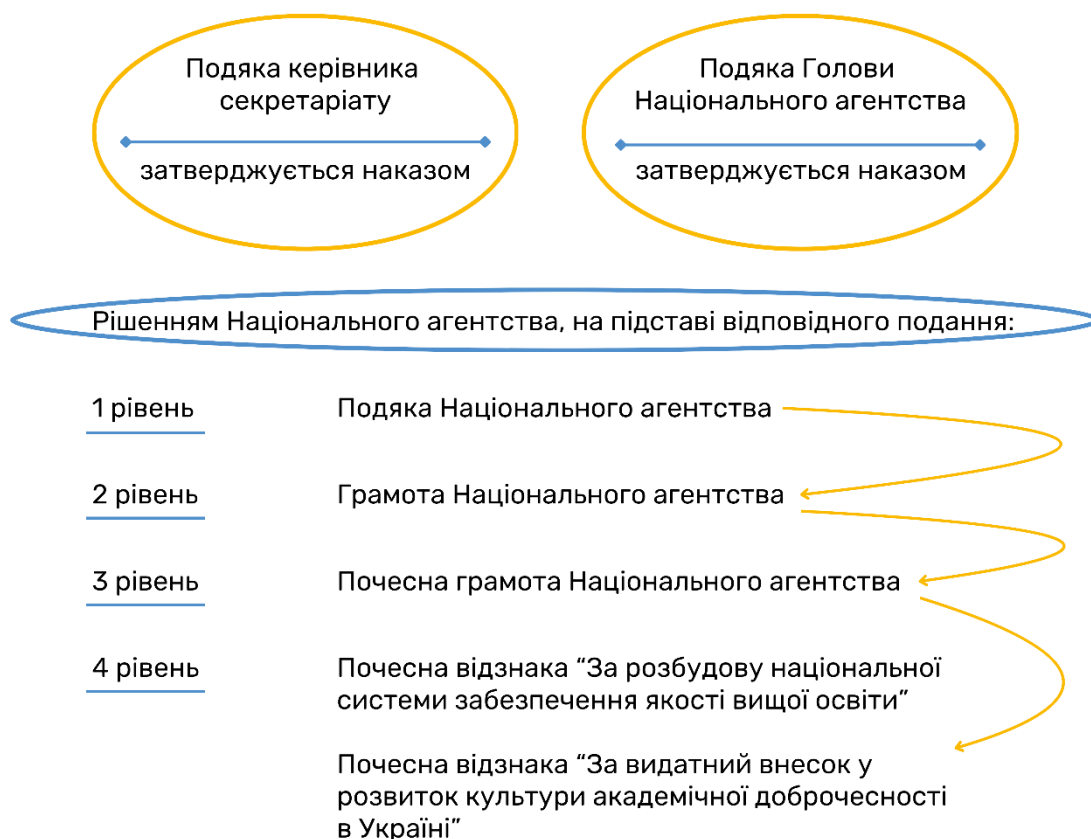 Подяка керівника
секретаріату
затверджується наказом
Подяка Голови
Національного агентства
затверджується наказом
Рішенням Національного агентства, на підставі відповідного подання:
1 рівень
Подяка Національного агентства
2 рівень
Грамота Національного агентства
3 рівень
Почесна грамота Національного агентства
4 рівень
Почесна відзнака “За розбудову національної
системи забезпечення якості вищої освіти”
Почесна відзнака “За видатний внесок у
розвиток культури академічної доброчесності
в Україні”